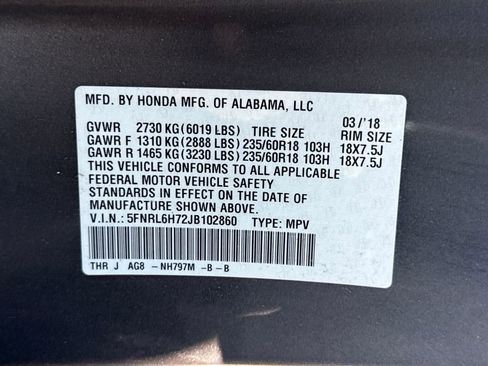 MFD. BY HONDA MFG. OF ALABAMA, LLC 03/'18
GVWR 2730 KG(6019 LBS) TIRE SIZE RIM SIZE
GAWR F 1310 KG(2888 LBS)235/60R18 103H 18X7.5J
GAWR R 1465 KG(3230 LBS)235/60R18 103H 18X7.5J
THIS VEHICLE CONFORMS TO ALL APPLICABLE
FEDERAL MOTOR VEHICLE SAFETY
STANDARDS IN EFFECT ON THE DATE OF
MANUFACTURE SHOWN ABOVE.
V.I.N.: 5FNRL6H72JB102860 TYPE: MPV
THR J AG8 -NH797M -B -B